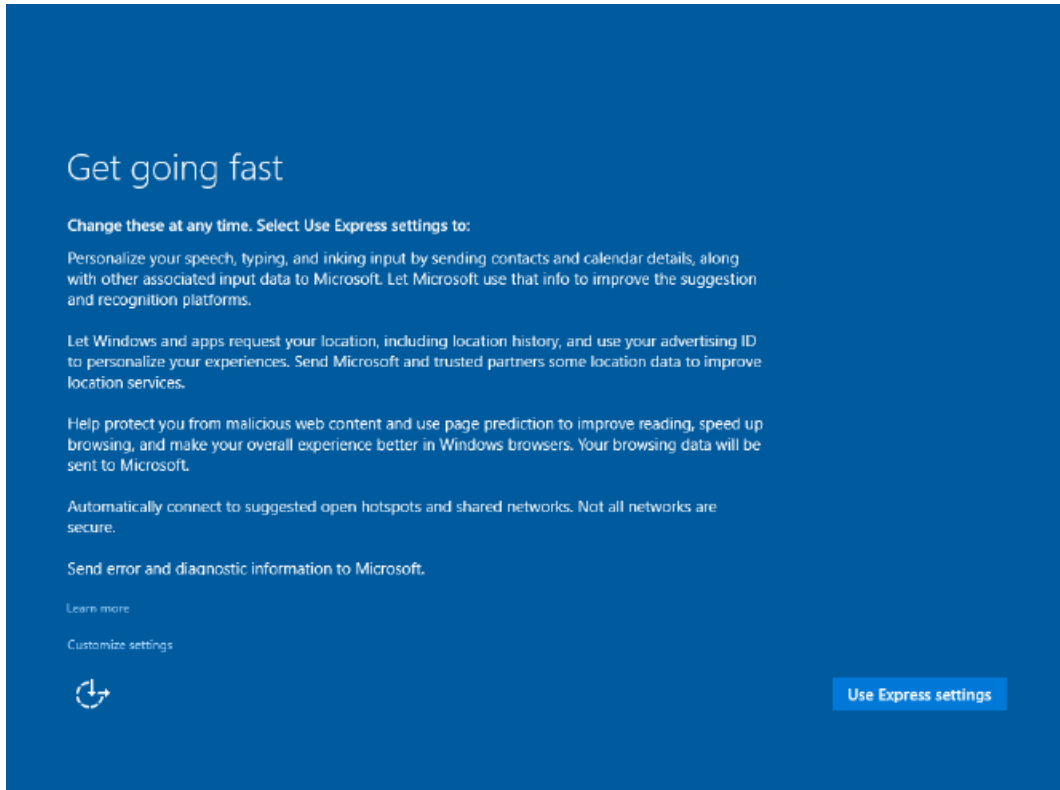 Get going fast
Change these at any time. Select Use Express settings to:
Personalize your speech, typing, and inking input by sending contacts and calendar details, along
with other associated input data to Microsoft. Let Microsoft use that info to improve the suggestion
and recognition platforms.
Let Windows and apps request your location, including location history, and use your advertising ID
to personalize your experiences. Send Microsoft and trusted partners some location data to improve
location services.
Help protect you from malicious web content and use page prediction to improve reading, speed up
browsing, and make your overall experience better in Windows browsers. Your browsing data will be
sent to Microsoft.
Automatically connect to suggested open hotspots and shared networks. Not all networks are
secure.
Send error and diagnostic information to Microsoft.
Learn more
Customize settings
Use Express settings